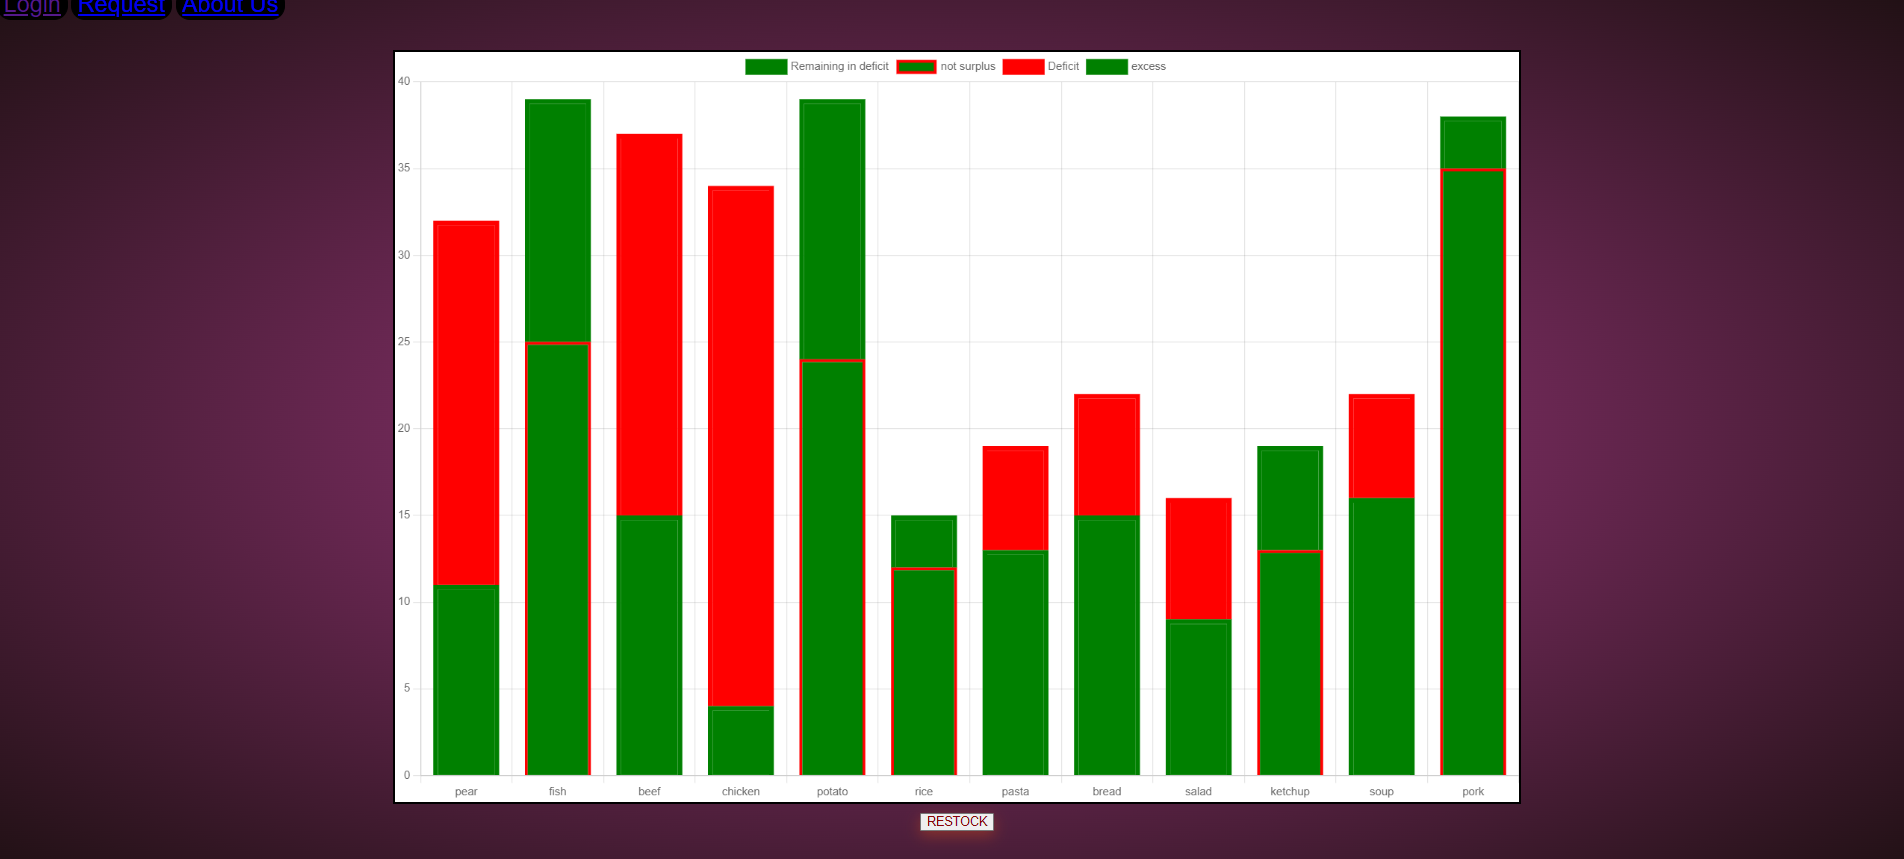 Login Request About Us
Remaining in deficit not surplus Deficit excess
40
35
30
25
20
15
10
5
0
pear fish beef chicken potato rice pasta bread salad ketchup soup pork
RESTOCK